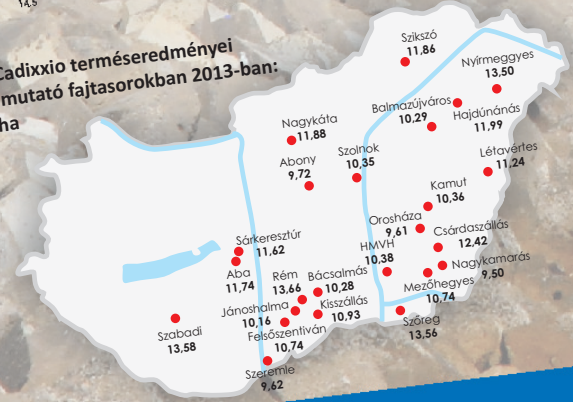 14,5
Cadixxio terméseredményei
mutató fajtasorokban 2013-ban:
ha
Szikszó
11,86
Nyírmeggyes
13,50
Balmazújváros
10,29
Hajdúnánás
11,99
Nagykáta
11,88
Szolnok
10,35
Abony
9,72
Létavértes
11,24
Kamut
10,36
Orosháza
9,61
Csárdaszállás
12,42
HMVH
10,38
Nagykamarás
9,50
Mezőhegyes
10,74
Szőreg
13,56
Sárkeresztúr
11,62
Aba
11,74
Rém
13,66
Bácsalmás
10,28
Jánoshalma
10,16
Kisszállás
10,93
Felsőszentiván
10,74
Szabadi
13,58
Szeremle
9,62